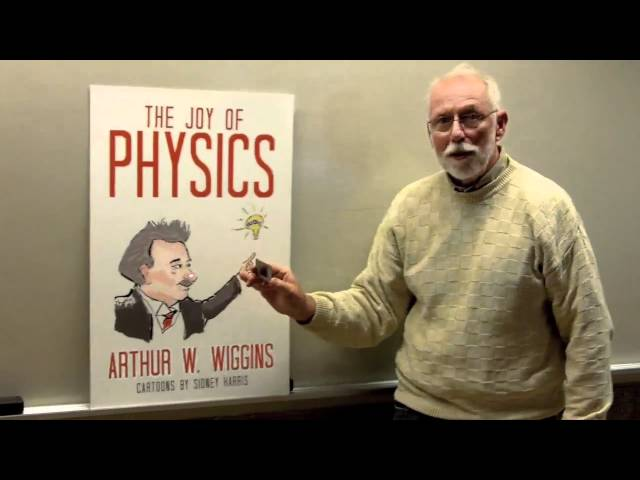 THE JOY OF
PHYSICS
ARTHUR W. WIGGINS
CARTOONS BY SIDNEY HARRIS